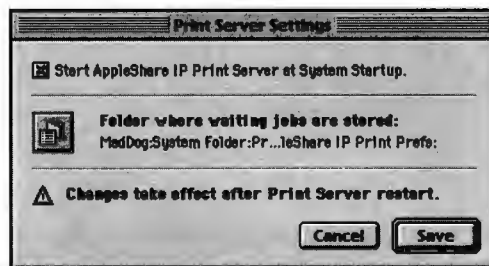 Print Server Settings
Start AppleShare IP Print Server at System Startup.
Folder where waiting jobs are stored:
MadDog:System Folder:Pr...leShare IP Print Prefs:
Changes take effect after Print Server restart.
Cancel Save